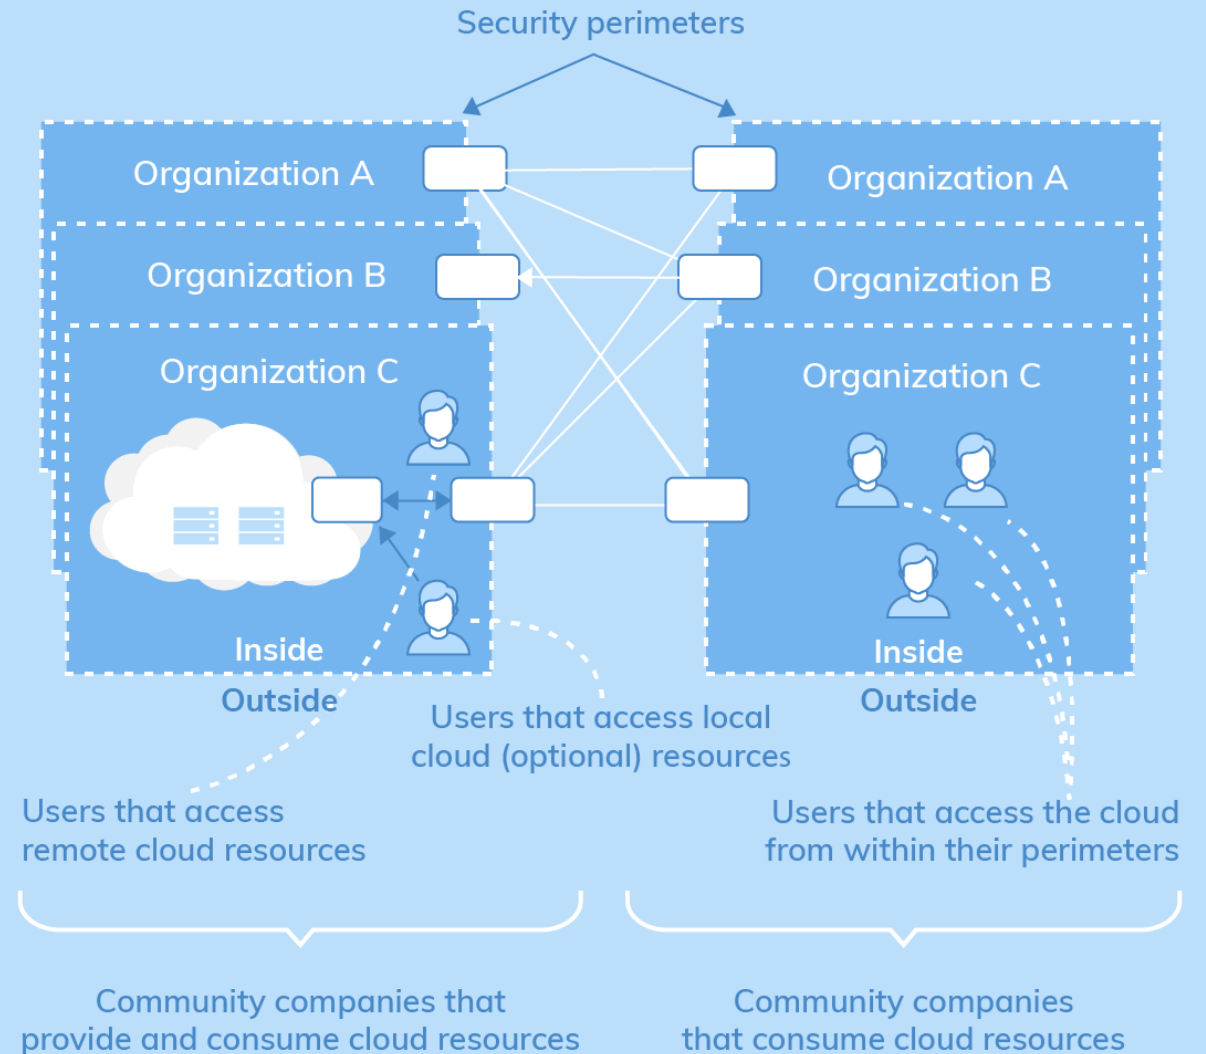 Security perimeters
Organization A
Organization B
Organization C
Inside
Outside
Organization A
Organization B
Organization C
Inside
Outside
Users that access local
cloud (optional) resources
Users that access
remote cloud resources
Users that access the cloud
from within their perimeters
Community companies that
provide and consume cloud resources
Community companies
that consume cloud resources